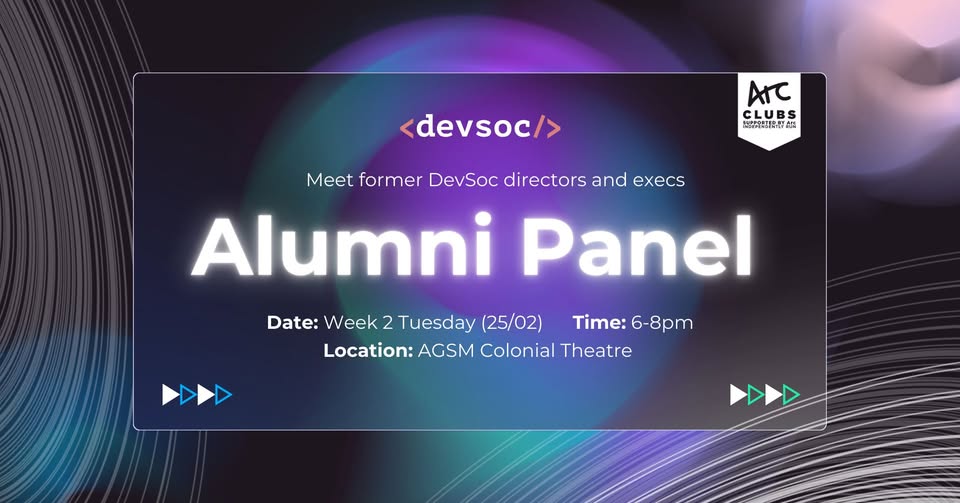 <devsoc/>
Arc
CLUBS
SUPPORTED BY Arc
INDEPENDENTLY RUN
Meet former DevSoc directors and execs
Alumni Panel
Date: Week 2 Tuesday (25/02) Time: 6-8pm
Location: AGSM Colonial Theatre